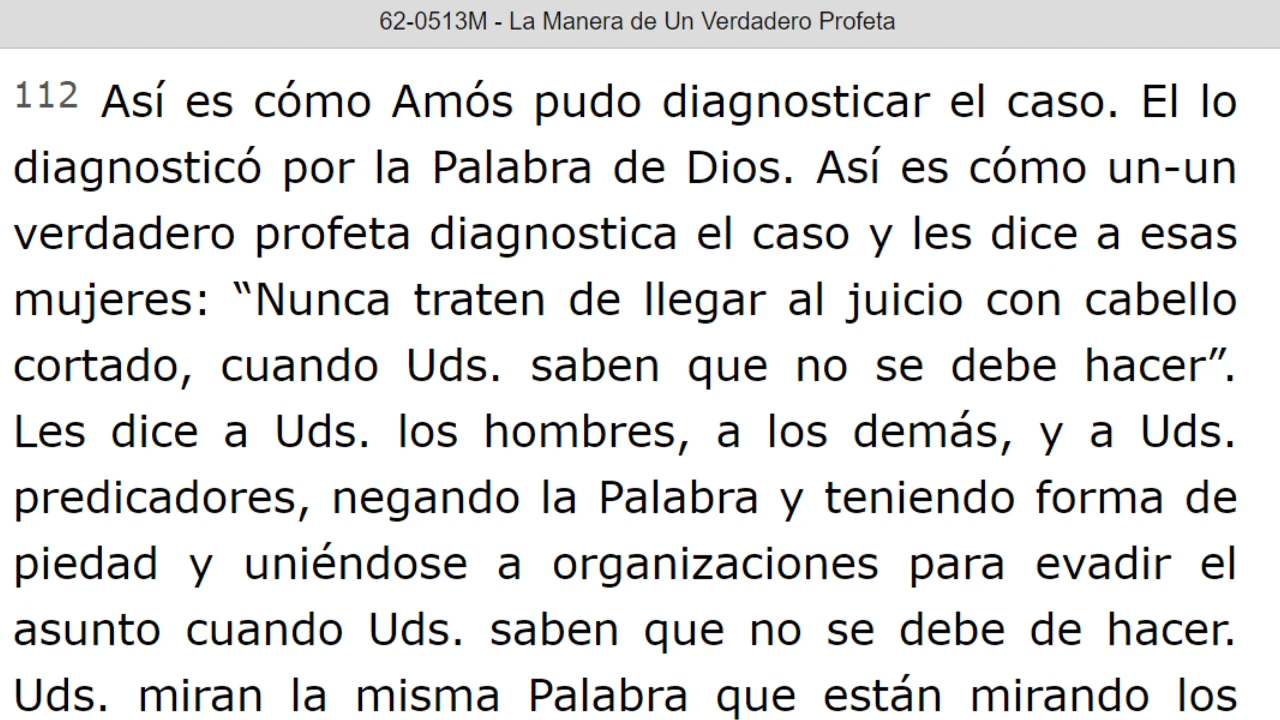 62-0513M - La Manera de Un Verdadero Profeta
112 Así es cómo Amós pudo diagnosticar el caso. El lo
diagnosticó por la Palabra de Dios. Así es cómo un-un
verdadero profeta diagnostica el caso y les dice a esas
mujeres: “Nunca traten de llegar al juicio con cabello
cortado, cuando Uds. saben que no se debe hacer”.
Les dice a Uds. los hombres, a los demás, y a Uds.
predicadores, negando la Palabra y teniendo forma de
piedad y uniéndose a organizaciones para evadir el
asunto cuando Uds. saben que no se debe de hacer.
Uds. miran la misma Palabra que están mirando los